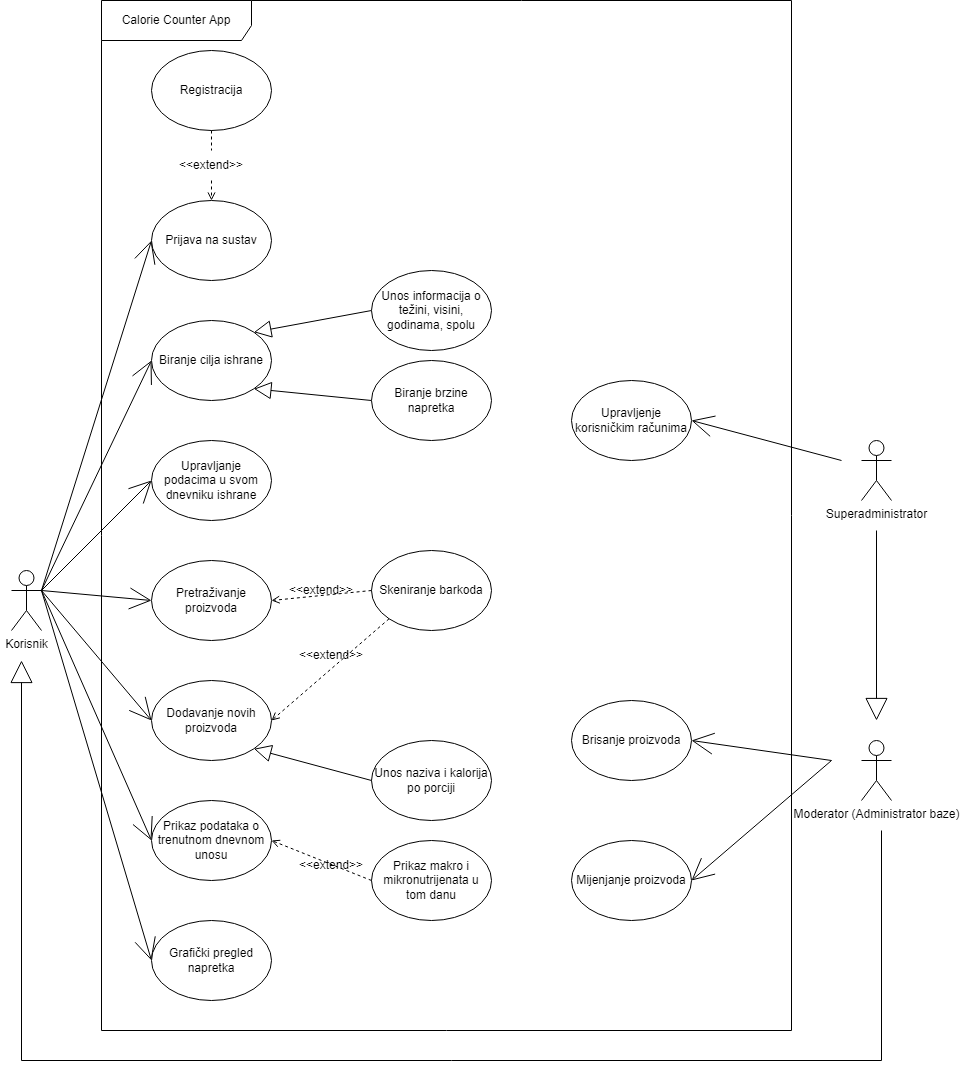 Calorie Counter App
Registracija
<<extend>>
Prijava na sustav
Unos informacija o
težini, visini,
godinama, spolu
Biranje cilja ishrane
Biranje brzine
napretka
Upravljenje
korisničkim računima
Upravljanje
podacima u svom
dnevniku ishrane
Superadministrator
Pretraživanje
proizvoda
<<extend>>
Skeniranje barkoda
Korisnik
<<extend>>
Dodavanje novih
proizvoda
Brisanje proizvoda
Unos naziva i kalorija
po porciji
Moderator (Administrator baze)
Prikaz podataka o
trenutnom dnevnom
unosu
<<extend>>
Prikaz makro i
mikronutrijenata u
tom danu
Mijenjanje proizvoda
Grafički pregled
napretka